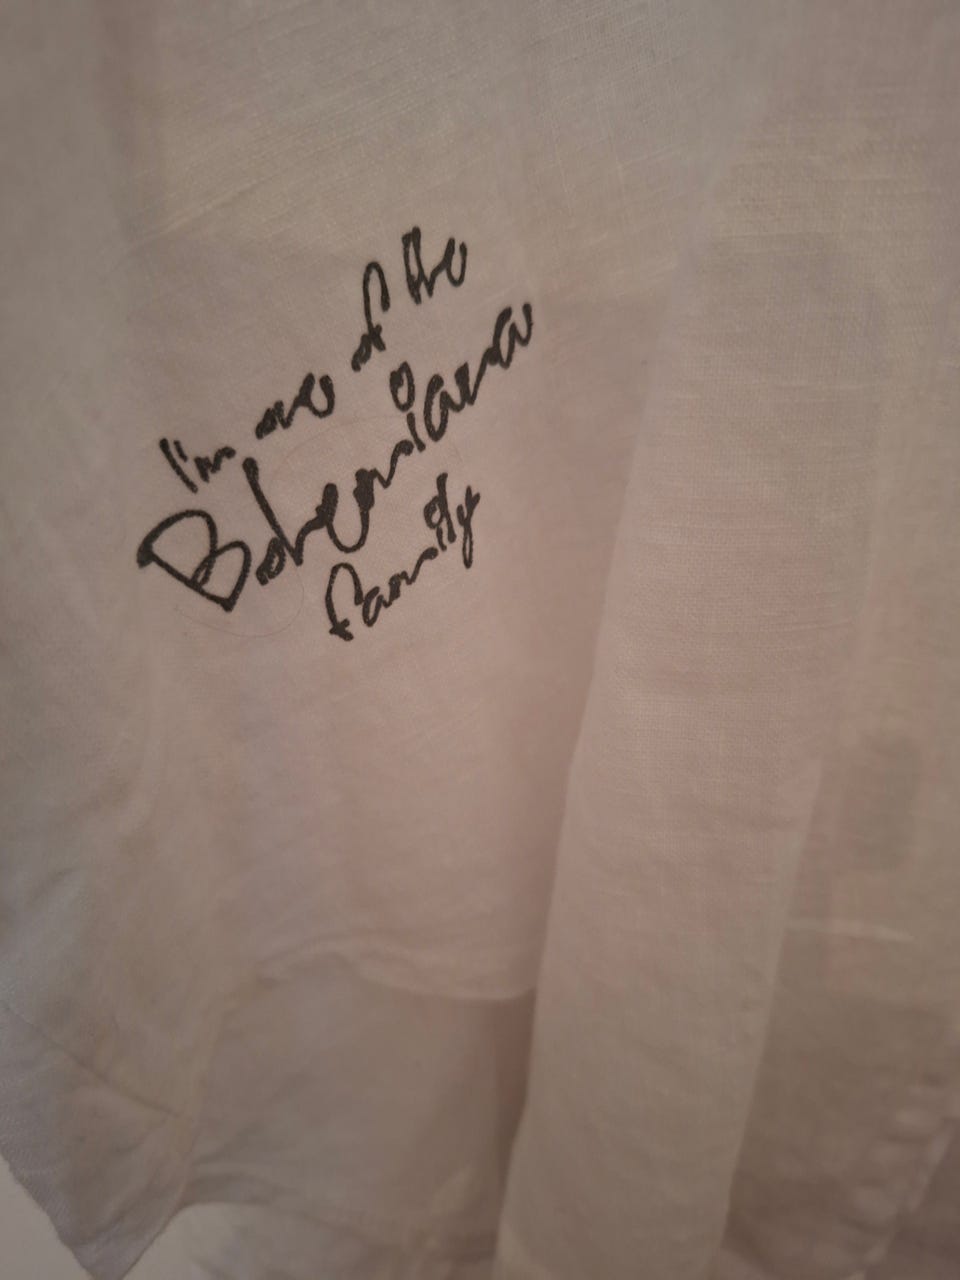 I'm one of the
Bohemiana
family